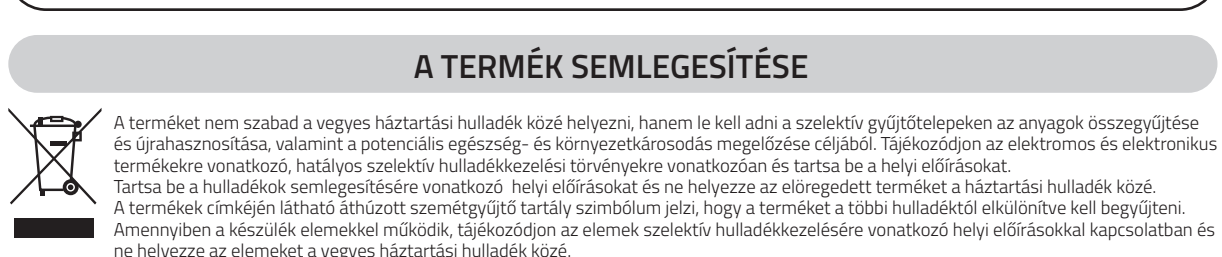 A TERMÉK SEMLEGESÍTÉSE
A terméket nem szabad a vegyes háztartási hulladék közé helyezni, hanem le kell adni a szelektív gyűjtőtelepeken az anyagok összegyűjtése
és újrahasznosítása, valamint a potenciális egészség- és környezetkárosodás megelőzése céljából. Tájékozódjon az elektromos és elektronikus
termékekre vonatkozó, hatályos szelektív hulladékkezelési törvényekre vonatkozóan és tartsa be a helyi előírásokat.
Tartsa be a hulladékok semlegesítésére vonatkozó helyi előírásokat és ne helyezze az elöregedett terméket a háztartási hulladék közé.
A termékek címkéjén látható áthúzott szemétgyűjtő tartály szimbólum jelzi, hogy a terméket a többi hulladéktól elkülönítve kell begyűjteni.
Amennyiben a készülék elemekkel működik, tájékozódjon az elemek szelektív hulladékkezelésére vonatkozó helyi előírásokkal kapcsolatban és
ne helyezze az elemeket a vegyes háztartási hulladék közé.